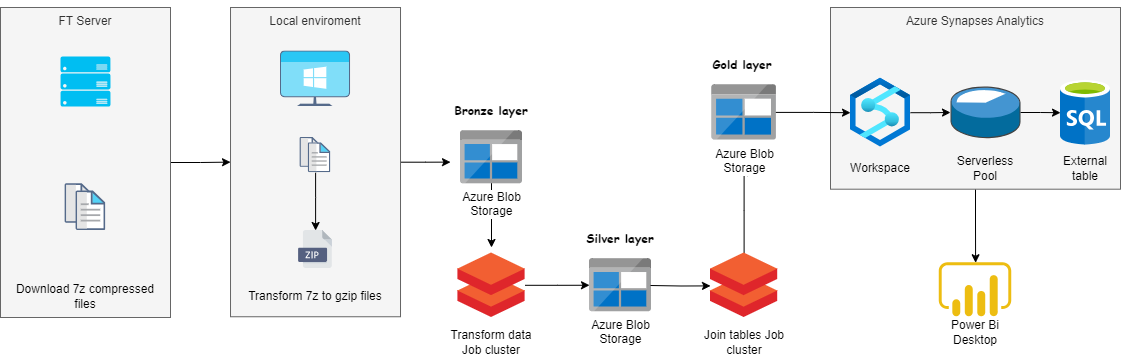 FT Server
Download 7z compressed
files
Local enviroment
ZIP
Transform 7z to gzip files
Bronze layer
Azure Blob
Storage
Transform data
Job cluster
Silver layer
Azure Blob
Storage
Gold layer
Azure Blob
Storage
Join tables Job
cluster
Azure Synapses Analytics
Workspace
Serverless
Pool
SQL
External
table
Power Bi
Desktop